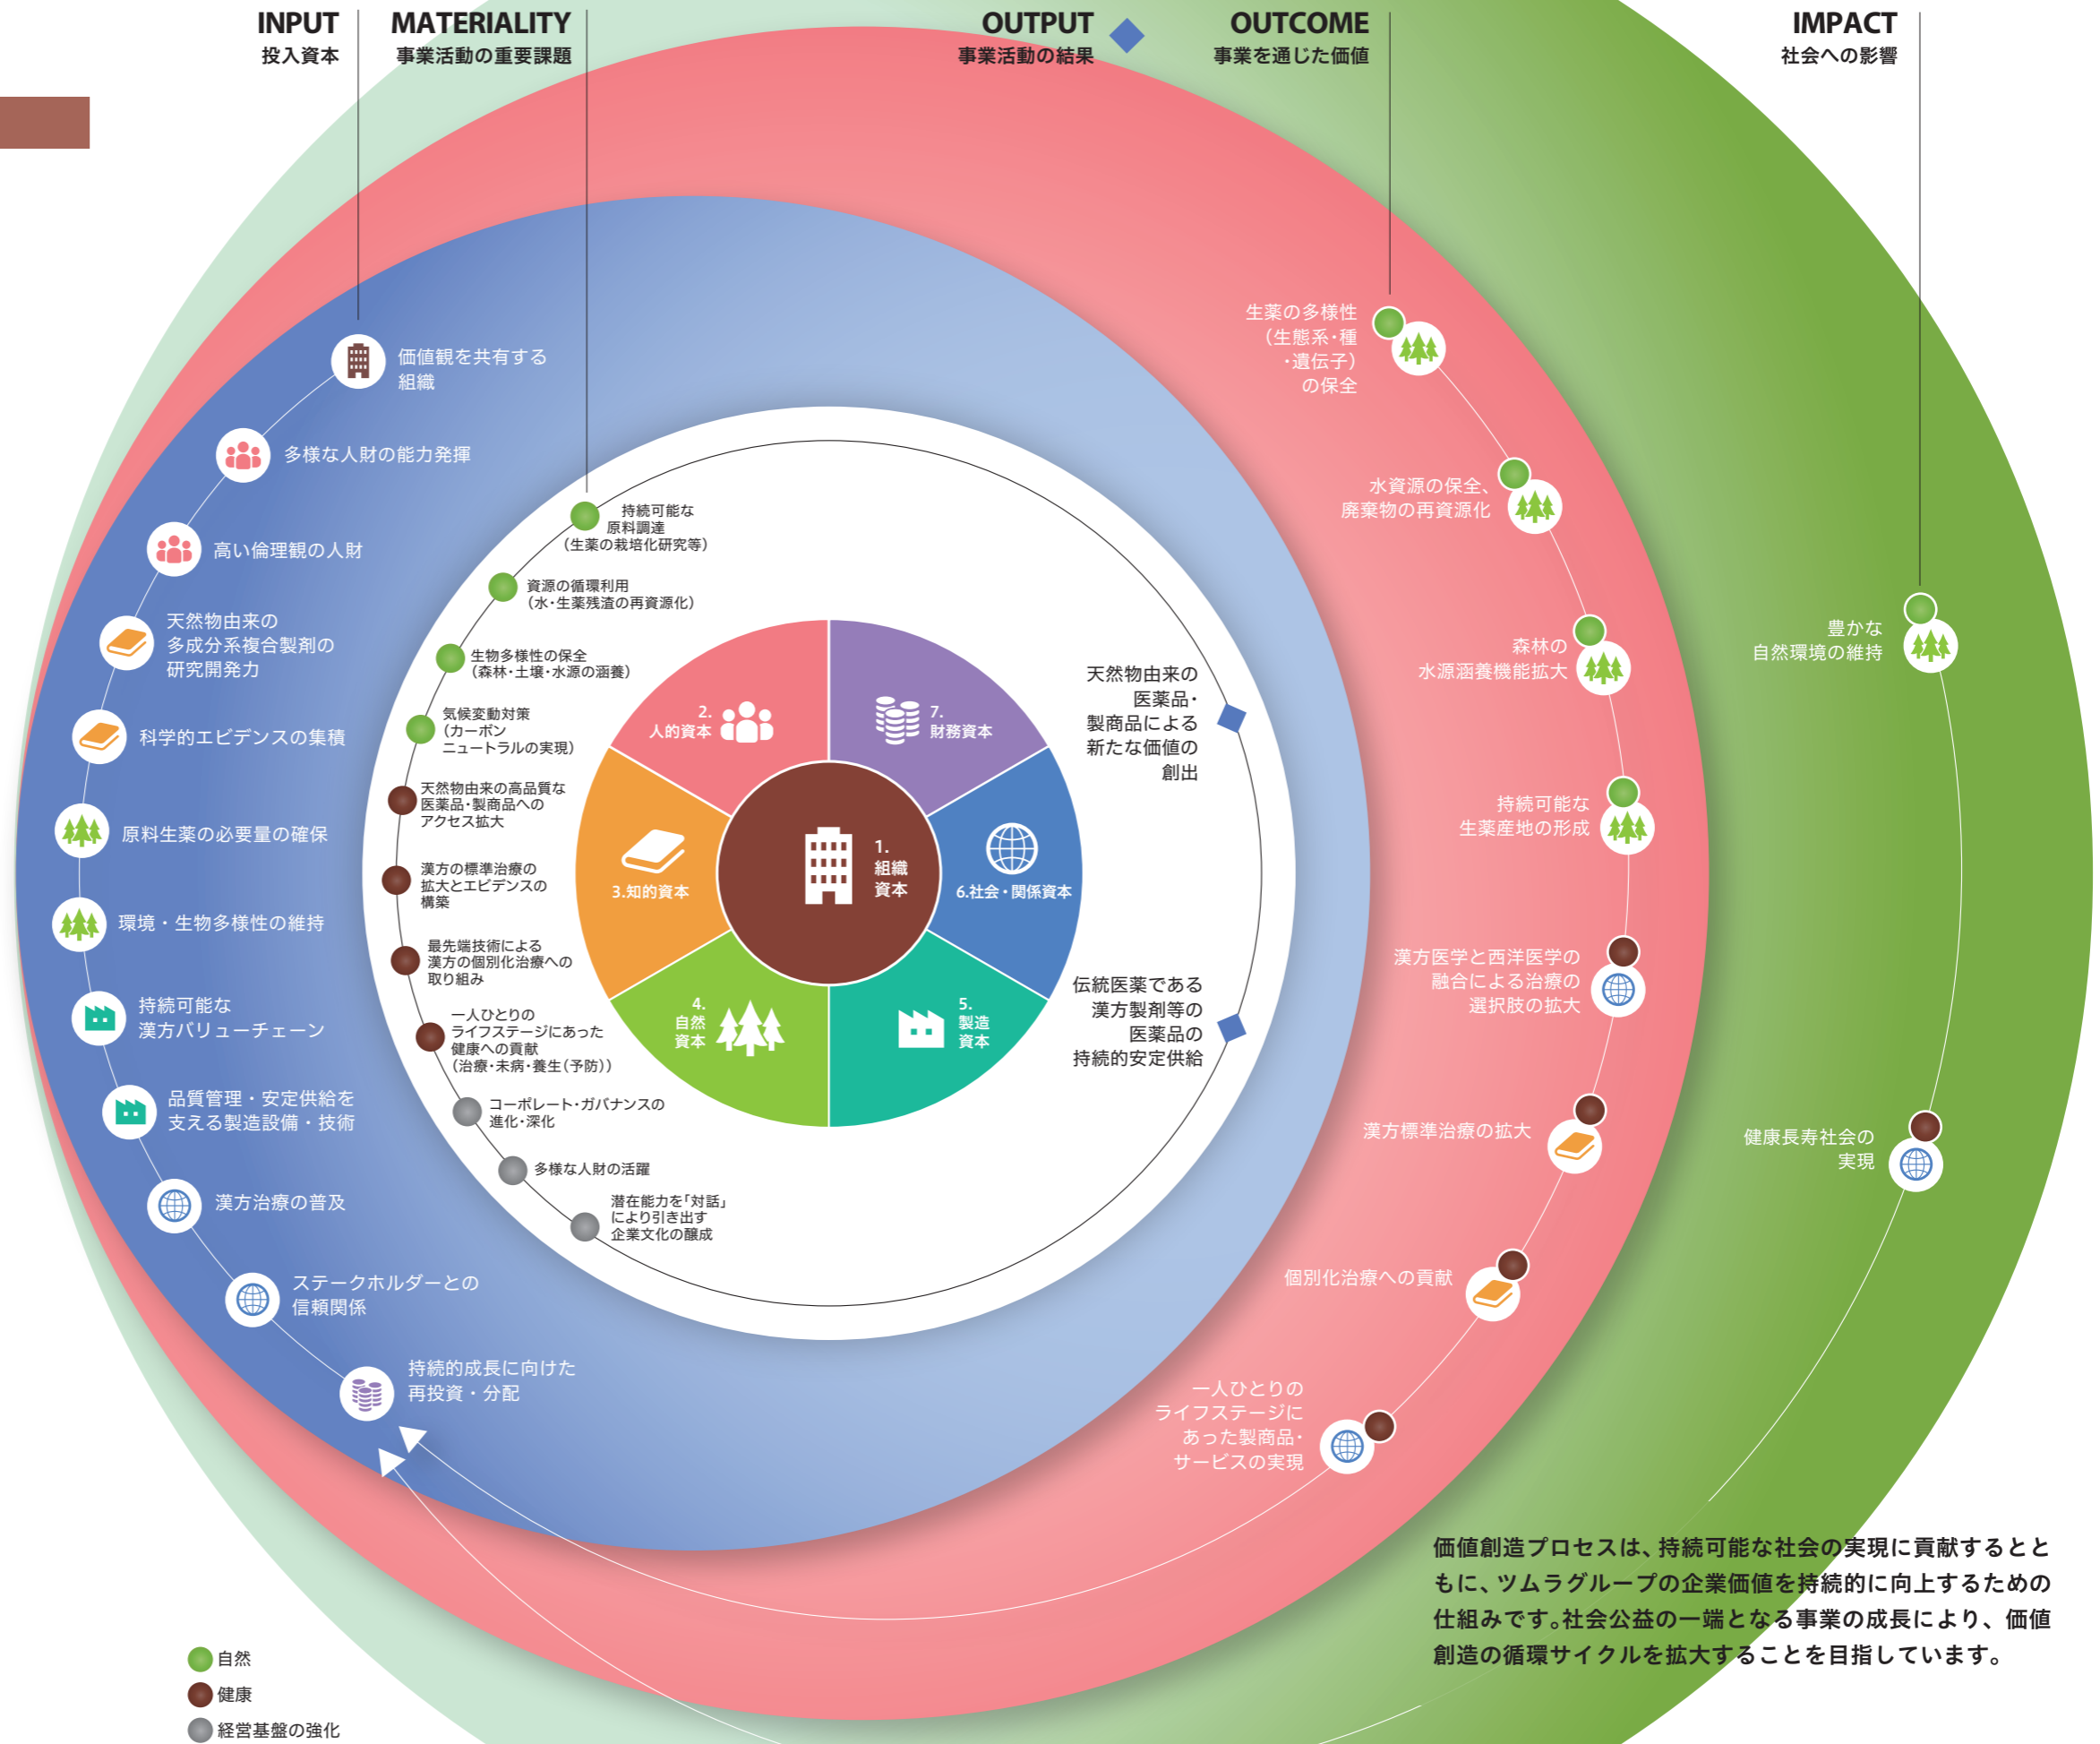 INPUT
投入資本
MATERIALITY
事業活動の重要課題
OUTPUT
事業活動の結果
OUTCOME
事業を通じた価値
IMPACT
社会への影響
価値観を共有する
組織
多様な人財の能力発揮
高い倫理観の人財
天然物由来の
多成分系複合製剤の
研究開発力
科学的エビデンスの集積
原料生薬の必要量の確保
環境・生物多様性の維持
持続可能な
漢方バリューチェーン
品質管理・安定供給を
支える製造設備・技術
漢方治療の普及
ステークホルダーとの
信頼関係
持続的成長に向けた
再投資・分配
持続可能な
原料調達
（生薬の栽培化研究等）
資源の循環利用
（水・生薬残渣の再資源化）
生物多様性の保全
（森林・土壌・水源の涵養）
気候変動対策
（カーボン
ニュートラルの実現）
天然物由来の高品質な
医薬品・製商品への
アクセス拡大
漢方の標準治療の
拡大とエビデンスの
構築
最先端技術による
漢方の個別化治療への
取り組み
一人ひとりの
ライフステージにあった
健康への貢献
（治療・未病・養生（予防））
コーポレート・ガバナンスの
進化・深化
多様な人財の活躍
潜在能力を「対話」
により引き出す
企業文化の醸成
1.
組織
資本
2.
人的資本
3.知的資本
4.
自然
資本
5.
製造
資本
6.社会・関係資本
7.
財務資本
天然物由来の
医薬品・
製商品による
新たな価値の
創出
伝統医薬である
漢方製剤等の
医薬品の
持続的安定供給
生薬の多様性
（生態系・種
・遺伝子）
の保全
水資源の保全、
廃棄物の再資源化
森林の
水源涵養機能拡大
持続可能な
生薬産地の形成
漢方医学と西洋医学の
融合による治療の
選択肢の拡大
漢方標準治療の拡大
個別化治療への貢献
一人ひとりの
ライフステージに
あった製商品・
サービスの実現
豊かな
自然環境の維持
健康長寿社会の
実現
価値創造プロセスは、持続可能な社会の実現に貢献するとと
もに、ツムラグループの企業価値を持続的に向上するための
仕組みです。社会公益の一端となる事業の成長により、価値
創造の循環サイクルを拡大することを目指しています。
自然
健康
経営基盤の強化